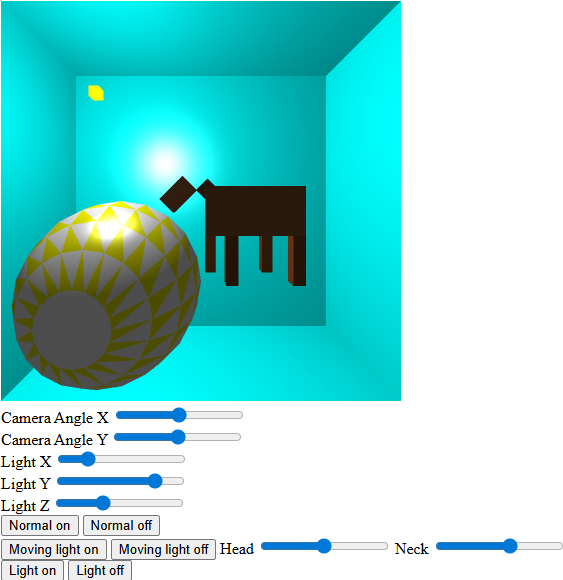 Camera Angle X
Camera Angle Y
Light X
Light Y
Light Z
Normal on Normal off
Moving light on Moving light off Head Neck
Light on Light off